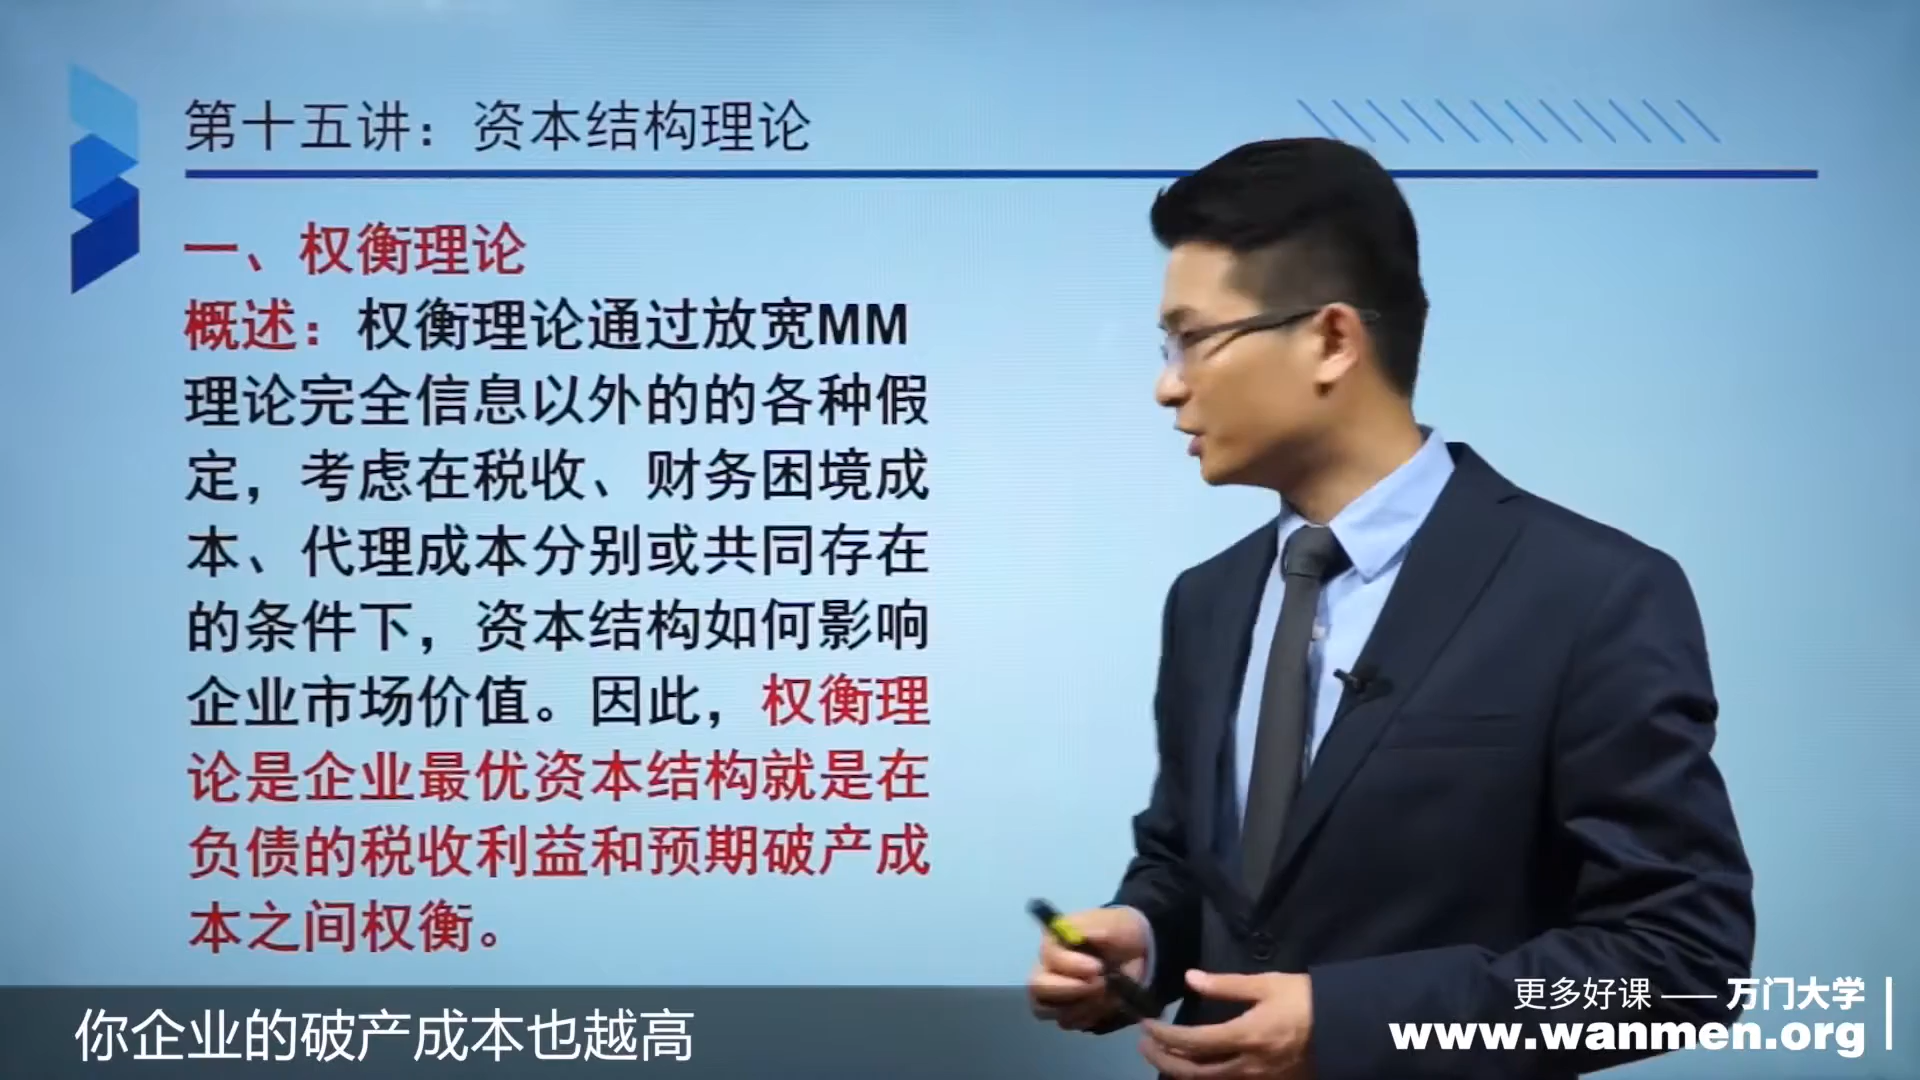 第十五讲：资本结构理论
一、权衡理论
概述：权衡理论通过放宽MM
理论完全信息以外的的各种假
定，考虑在税收、财务困境成
本、代理成本分别或共同存在
的条件下，资本结构如何影响
企业市场价值。因此，权衡理
论是企业最优资本结构就是在
负债的税收利益和预期破产成
本之间权衡。
你企业的破产成本也越高
更多好课 —— 万门大学
www.wanmen.org